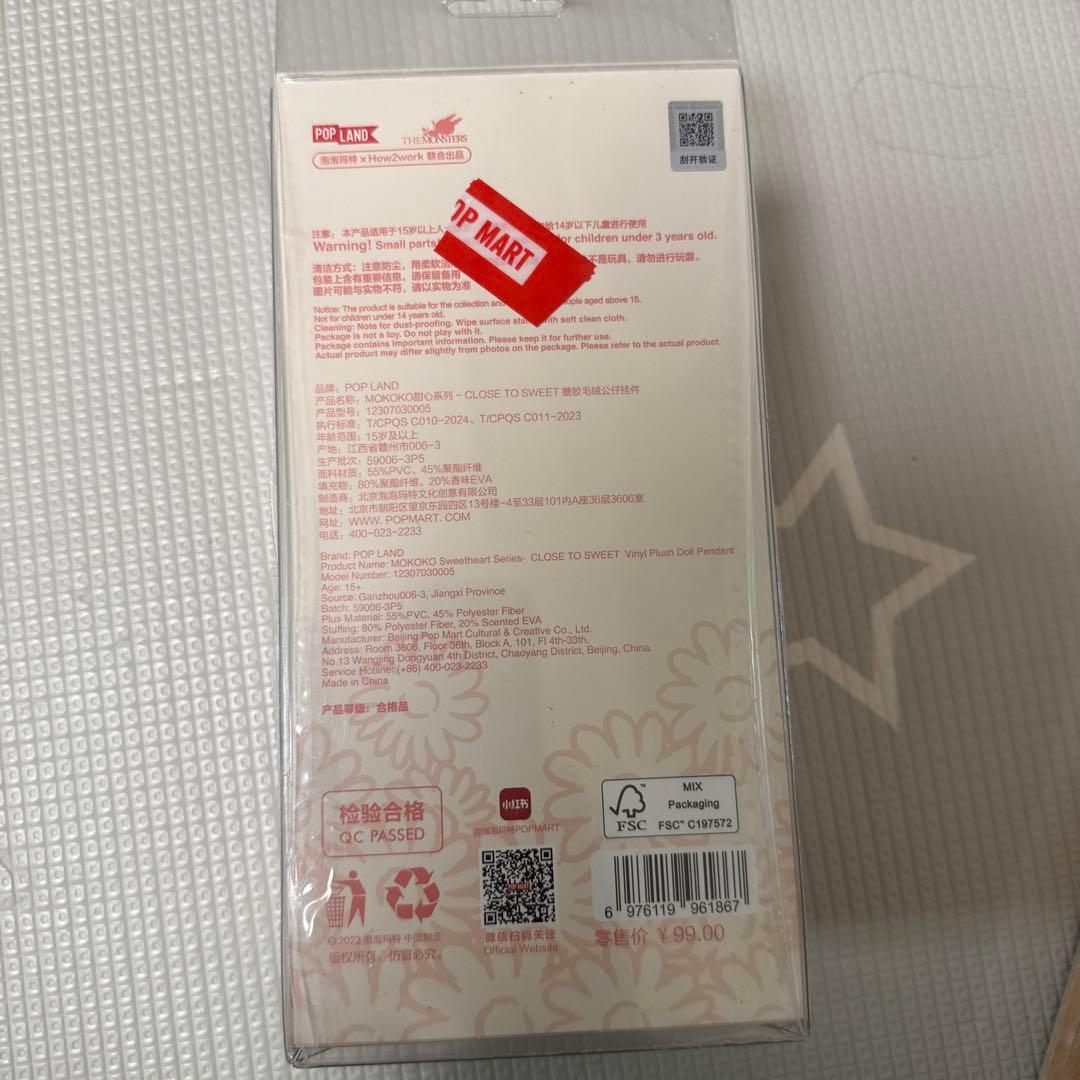 POP LAND
THE MONSTERS
泡泡玛特 x How2work 联合出品
刮开验证
POP MART
注意： 本产品适用于15岁以上人 给14岁以下儿童进行使用
Warning! Small parts for children under 3 years old.
清洁方式：注意防尘，用柔软 不是玩具，请勿进行玩耍。
包装上含有重要信息，请保留备用
图片可能与实物不符，请以实物为准
Notice: The product is suitable for the collection and people aged above 15.
Not for children under 14 years old.
Cleaning: Note for dust-proofing. Wipe surface with soft clean cloth.
Package is not a toy. Do not play with it.
Package contains important information. Please keep it for further use.
Actual product may differ slightly from photos on the package. Please refer to the actual product.
品牌：POP LAND
产品名称：MOKOKO甜心系列 - CLOSE TO SWEET 搪胶毛绒公仔挂件
产品型号：12307030005
执行标准：T/CPQS C010-2024、T/CPQS C011-2023
年龄范围：15岁及以上
产地：江西省赣州市006-3
生产批次：59006-3P5
面料材质：55%PVC、45%聚酯纤维
填充物：80%聚酯纤维、20%香味EVA
制造商：北京泡泡玛特文化创意有限公司
地址：北京市朝阳区望京东园四区13号楼-4至33层101内A座36层3606室
网址：WWW. POPMART. COM
电话：400-023-2233
Brand: POP LAND
Product Name: MOKOKO Sweetheart Series- CLOSE TO SWEET Vinyl Plush Doll Pendant
Model Number: 12307030005
Age: 15+
Source: Ganzhou006-3, Jiangxi Province
Batch: 59006-3P5
Plus Material: 55%PVC, 45% Polyester Fiber
Stuffing: 80% Polyester Fiber, 20% Scented EVA
Manufacturer: Beijing Pop Mart Cultural & Creative Co., Ltd.
Address: Room 3606, Floor 36th, Block A, 101, Fl 4th-33th,
No.13 Wangjing Dongyuan 4th District, Chaoyang District, Beijing, China.
Service Hotline: (+86) 400-023-2233
Made in China
产品等级：合格品
检验合格
QC PASSED
小红书
@泡泡玛特POPMART
FSC™
MIX
Packaging
FSC™ C197572
POP MART
6 976119 961867
微信扫码关注
Official Website
零售价 ￥99.00
© 2023 泡泡玛特 中国制造
版权所有，仿冒必究。